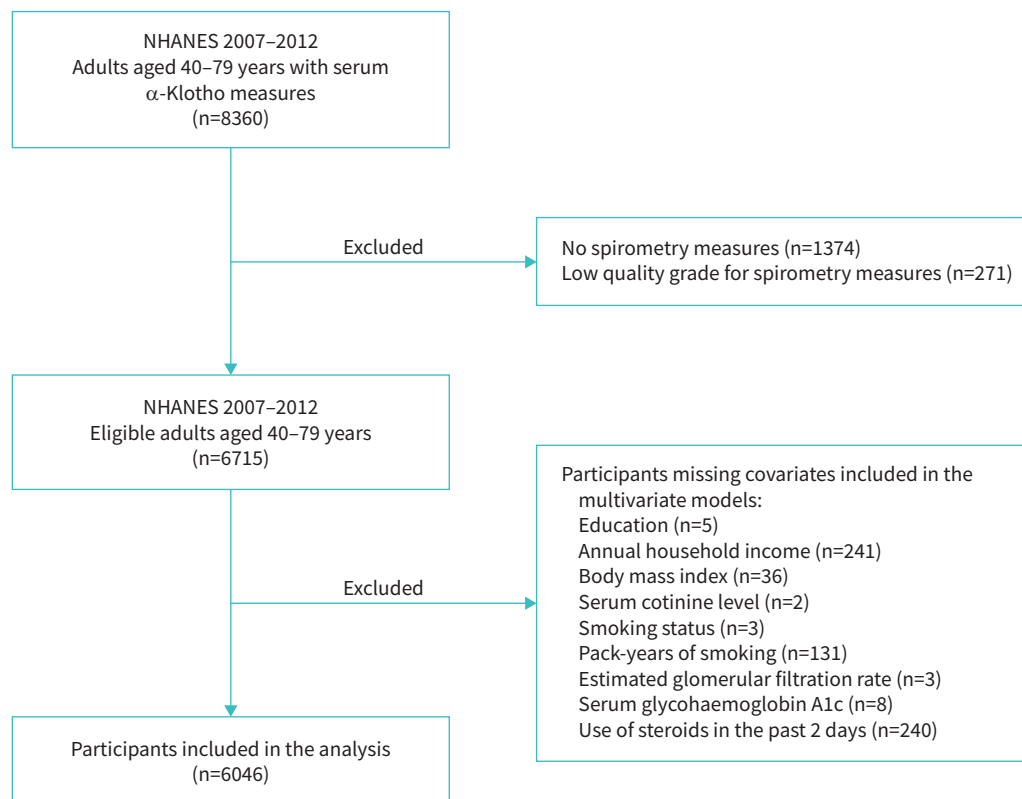 NHANES 2007–2012
Adults aged 40–79 years with serum
α-Klotho measures
(n=8360)
Excluded
No spirometry measures (n=1374)
Low quality grade for spirometry measures (n=271)
NHANES 2007–2012
Eligible adults aged 40–79 years
(n=6715)
Excluded
Participants missing covariates included in the
multivariate models:
Education (n=5)
Annual household income (n=241)
Body mass index (n=36)
Serum cotinine level (n=2)
Smoking status (n=3)
Pack-years of smoking (n=131)
Estimated glomerular filtration rate (n=3)
Serum glycohaemoglobin A1c (n=8)
Use of steroids in the past 2 days (n=240)
Participants included in the analysis
(n=6046)